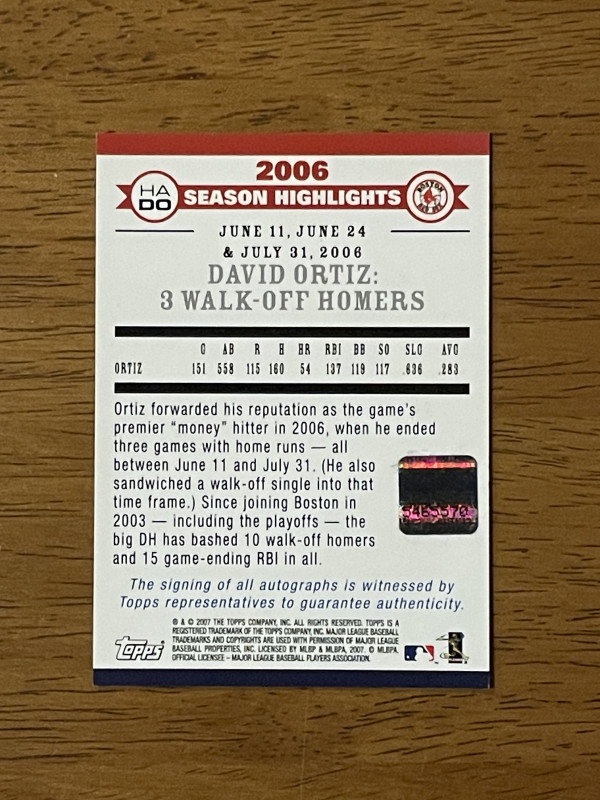 2006
HA
DO
SEASON HIGHLIGHTS
BOSTON
RED SOX
JUNE 11, JUNE 24
& JULY 31, 2006
DAVID ORTIZ:
3 WALK-OFF HOMERS
G AB R H HR RBI BB SO SLG AVG
ORTIZ 151 558 115 160 54 137 119 117 .636 .283
Ortiz forwarded his reputation as the game's
premier “money” hitter in 2006, when he ended
three games with home runs — all
between June 11 and July 31. (He also
sandwiched a walk-off single into that
time frame.) Since joining Boston in
2003 — including the playoffs — the
big DH has bashed 10 walk-off homers
and 15 game-ending RBI in all.
The signing of all autographs is witnessed by
Topps representatives to guarantee authenticity.
® & © 2007 THE TOPPS COMPANY, INC. ALL RIGHTS RESERVED. TOPPS IS A
REGISTERED TRADEMARK OF THE TOPPS COMPANY, INC. MAJOR LEAGUE BASEBALL
TRADEMARKS AND COPYRIGHTS ARE USED WITH PERMISSION OF MAJOR LEAGUE
BASEBALL PROPERTIES, INC. LICENSED BY MLBP & MLBPA, 2007. © MLBPA,
OFFICIAL LICENSEE – MAJOR LEAGUE BASEBALL PLAYERS ASSOCIATION.
Topps